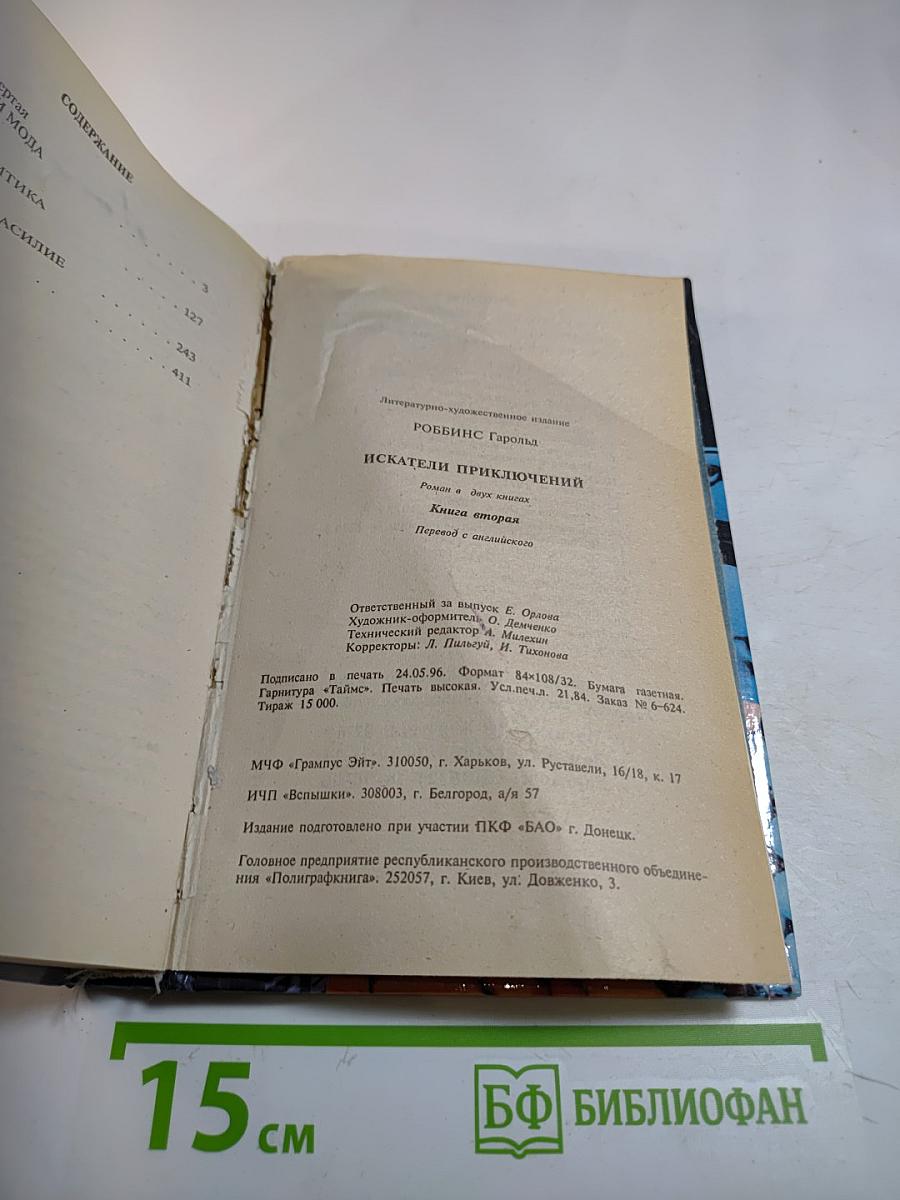 СОДЕРЖАНИЕ
МОДА
3
127
243
411
Литературно-художественное издание
РОББИНС Гарольд
ИСКАТЕЛИ ПРИКЛЮЧЕНИЙ
Роман в двух книгах
Книга вторая
Перевод с английского
Ответственный за выпуск Е. Орлова
Художник-оформитель О. Демченко
Технический редактор А. Милехин
Корректоры: Л. Пильгуй, И. Тихонова
Подписано в печать 24.05.96. Формат 84×108/32. Бумага газетная.
Гарнитура «Таймс». Печать высокая. Усл.печ.л. 21,84. Заказ № 6-624.
Тираж 15 000.
МЧФ «Грампус Эйт». 310050, г. Харьков, ул. Руставели, 16/18, к. 17
ИЧП «Вспышки». 308003, г. Белгород, а/я 57
Издание подготовлено при участии ПКФ «БАО» г. Донецк.
Головное предприятие республиканского производственного объедине-
ния «Полиграфкнига». 252057, г. Киев, ул. Довженко, 3.
15 см
БФ БИБЛИОФАН